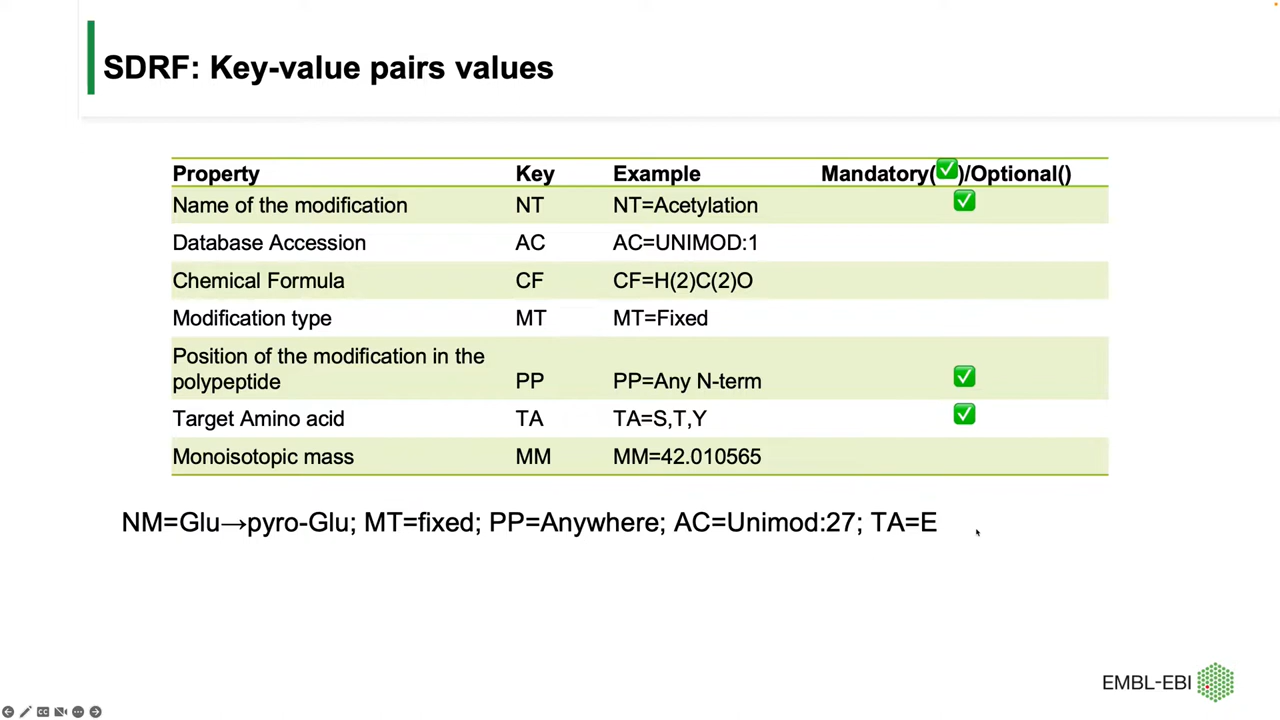 SDRF: Key-value pairs values
Property Key Example Mandatory(✅)/Optional()
Name of the modification NT NT=Acetylation ✅
Database Accession AC AC=UNIMOD:1
Chemical Formula CF CF=H(2)C(2)O
Modification type MT MT=Fixed
Position of the modification in the
polypeptide PP PP=Any N-term ✅
Target Amino acid TA TA=S,T,Y ✅
Monoisotopic mass MM MM=42.010565
NM=Glu→pyro-Glu; MT=fixed; PP=Anywhere; AC=Unimod:27; TA=E
EMBL-EBI
CC